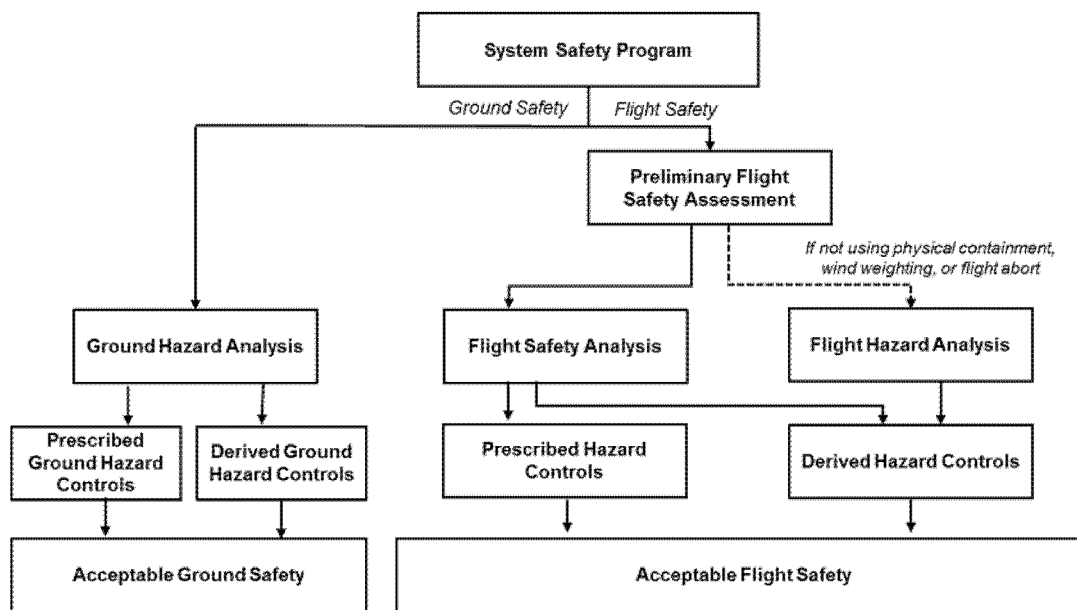 System Safety Program
Ground Safety
Flight Safety
Preliminary Flight
Safety Assessment
If not using physical containment,
wind weighting, or flight abort
Ground Hazard Analysis
Flight Safety Analysis
Flight Hazard Analysis
Prescribed
Ground Hazard
Controls
Derived Ground
Hazard Controls
Prescribed Hazard
Controls
Derived Hazard Controls
Acceptable Ground Safety
Acceptable Flight Safety